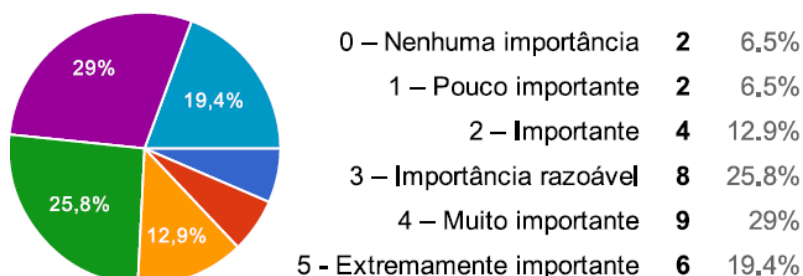 29%
19,4%
25,8%
12,9%
0 – Nenhuma importância 2 6.5%
1 – Pouco importante 2 6.5%
2 – Importante 4 12.9%
3 – Importância razoável 8 25.8%
4 – Muito importante 9 29%
5 - Extremamente importante 6 19.4%